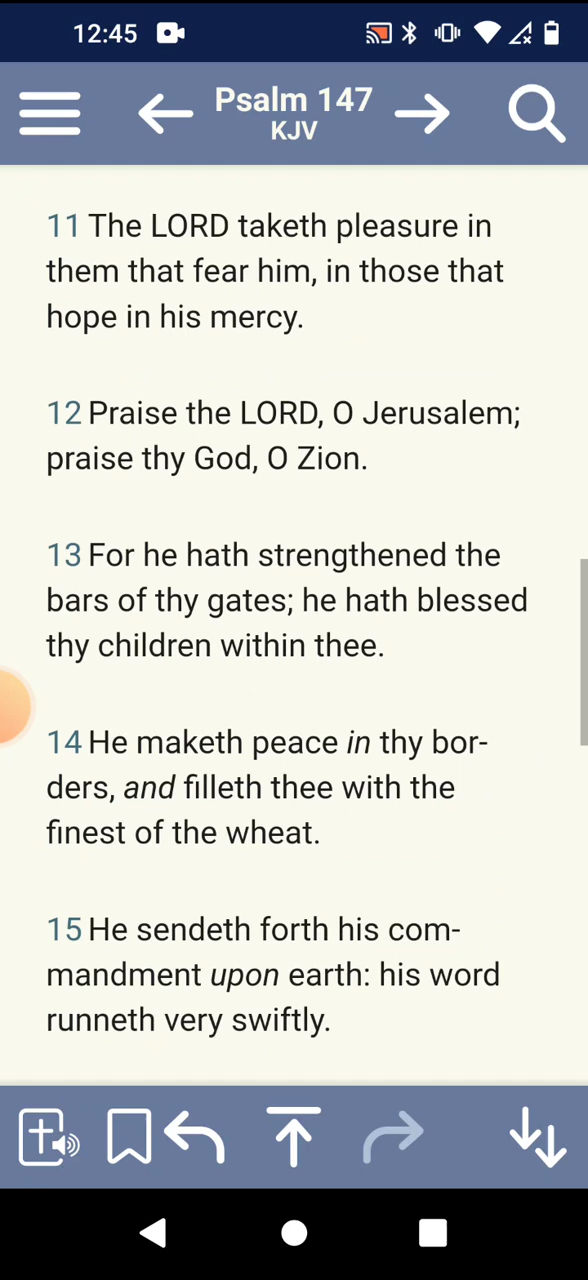 12:45
Psalm 147
KJV
11 The LORD taketh pleasure in
them that fear him, in those that
hope in his mercy.
12 Praise the LORD, O Jerusalem;
praise thy God, O Zion.
13 For he hath strengthened the
bars of thy gates; he hath blessed
thy children within thee.
14 He maketh peace in thy bor-
ders, and filleth thee with the
finest of the wheat.
15 He sendeth forth his com-
mandment upon earth: his word
runneth very swiftly.